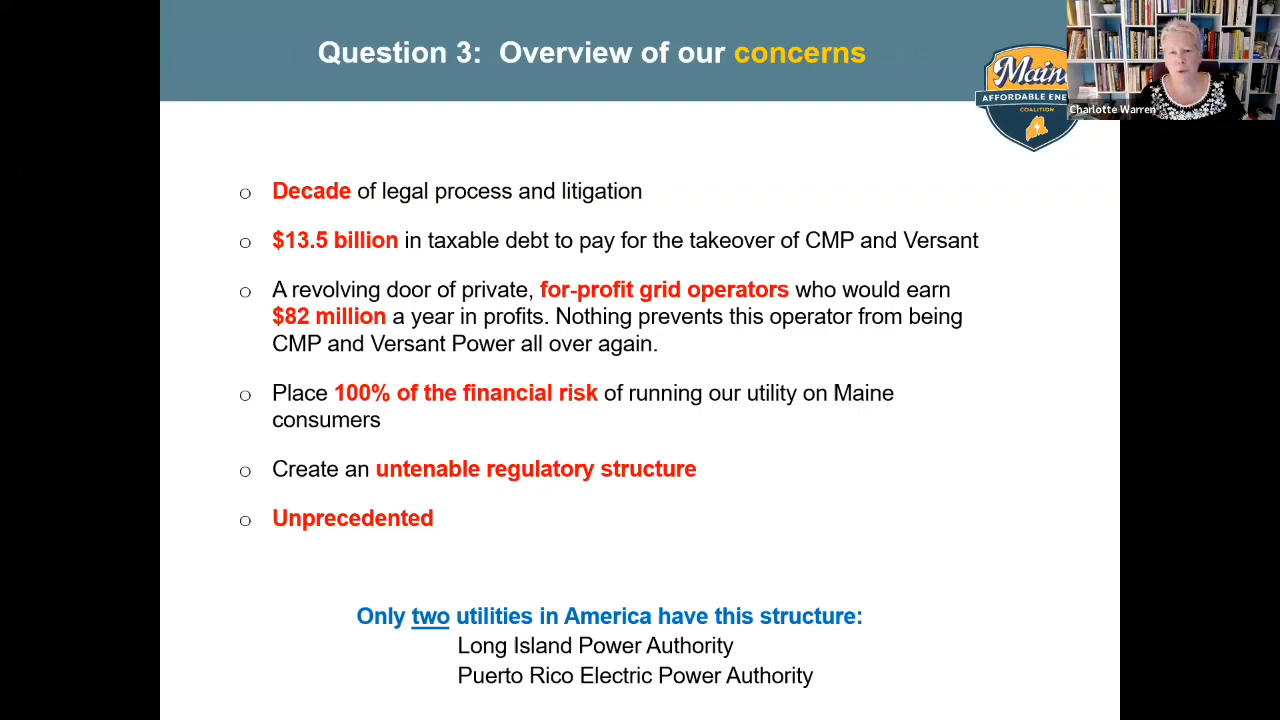 Question 3: Overview of our concerns
Maine
AFFORDABLE ENE
COALITION
Charlotte Warren
o Decade of legal process and litigation
o $13.5 billion in taxable debt to pay for the takeover of CMP and Versant
o A revolving door of private, for-profit grid operators who would earn
$82 million a year in profits. Nothing prevents this operator from being
CMP and Versant Power all over again.
o Place 100% of the financial risk of running our utility on Maine
consumers
o Create an untenable regulatory structure
o Unprecedented
Only two utilities in America have this structure:
Long Island Power Authority
Puerto Rico Electric Power Authority